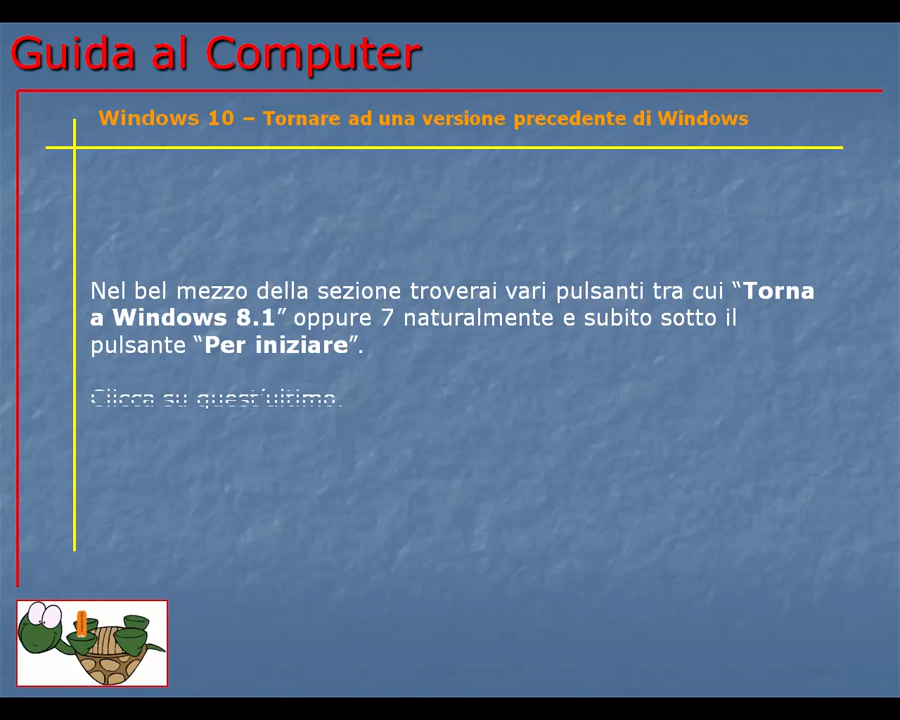 Guida al Computer
Windows 10 – Tornare ad una versione precedente di Windows
Nel bel mezzo della sezione troverai vari pulsanti tra cui “Torna
a Windows 8.1” oppure 7 naturalmente e subito sotto il
pulsante “Per iniziare”.
Clicca su quest’ultimo.